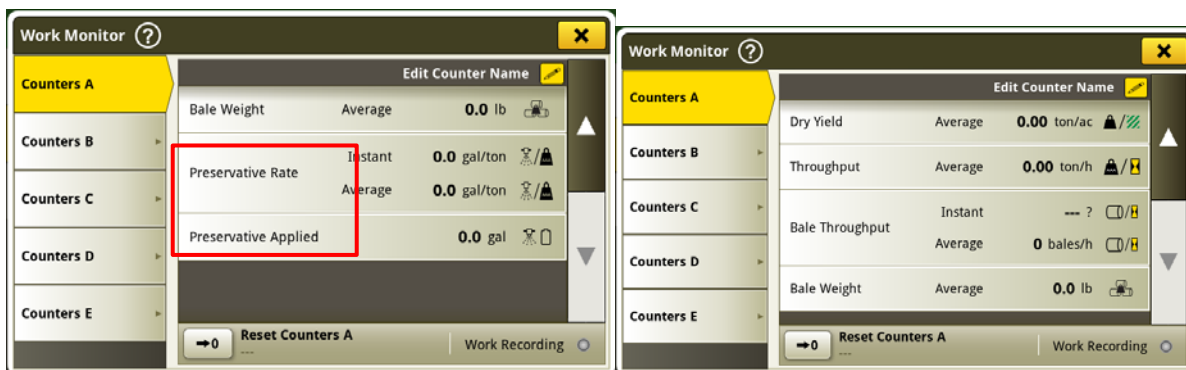 Work Monitor ?
Counters A
Counters B
Counters C
Counters D
Counters E
Edit Counter Name
Bale Weight Average 0.0 lb
Preservative Rate
Instant 0.0 gal/ton
Average 0.0 gal/ton
Preservative Applied 0.0 gal
→0 Reset Counters A
---
Work Recording
Work Monitor ?
Counters A
Counters B
Counters C
Counters D
Counters E
Edit Counter Name
Dry Yield Average 0.00 ton/ac
Throughput Average 0.00 ton/h
Bale Throughput
Instant --- ?
Average 0 bales/h
Bale Weight Average 0.0 lb
→0 Reset Counters A
---
Work Recording